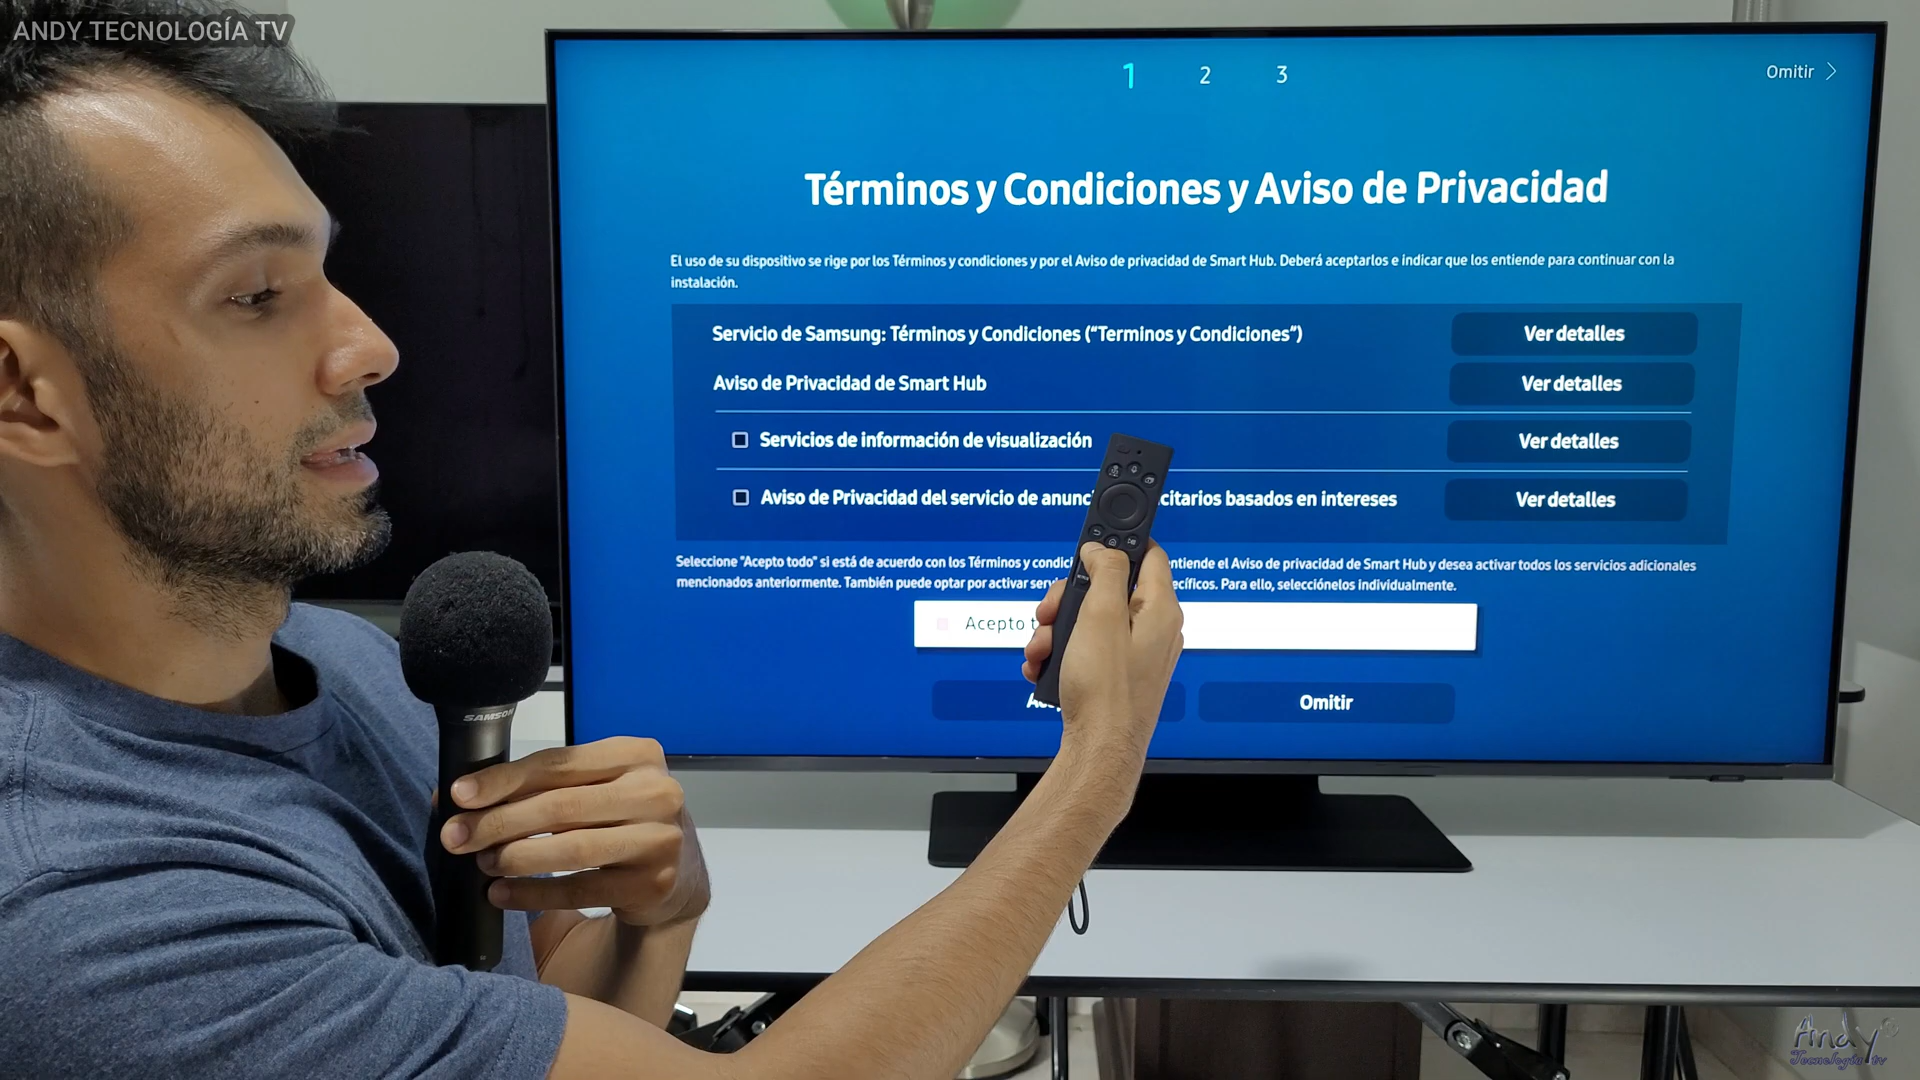 ANDY TECNOLOGÍA TV
1 2 3
Omitir
Términos y Condiciones y Aviso de Privacidad
El uso de su dispositivo se rige por los Términos y condiciones y por el Aviso de privacidad de Smart Hub. Deberá aceptarlos e indicar que los entiende para continuar con la
instalación.
Servicio de Samsung: Términos y Condiciones ("Terminos y Condiciones") Ver detalles
Aviso de Privacidad de Smart Hub Ver detalles
Servicios de información de visualización Ver detalles
Aviso de Privacidad del servicio de basados en intereses Ver detalles
Seleccione "Acepto todo" si está de acuerdo con los Términos y el Aviso de privacidad de Smart Hub y desea activar todos los servicios adicionales
mencionados anteriormente. También puede optar por activar Para ello, selecciónelos individualmente.
Acepto
Omitir
SAMSON
Andy
Tecnología tv